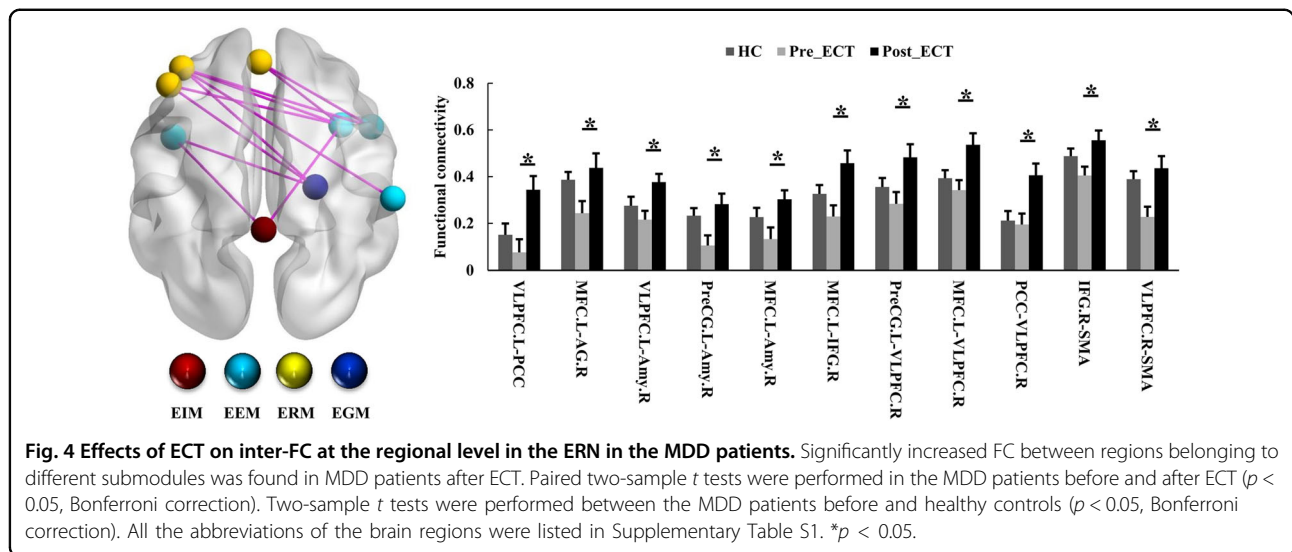 HC Pre_ECT Post_ECT
Functional connectivity
0.8
0.6
0.4
0.2
0
* * * * * * * * * * *
VLPFC.L-PCC
MFC.L-AG.R
VLPFC.L-Amy.R
PreCG.L-Amy.R
MFC.L-Amy.R
MFC.L-IFG.R
PreCG.L-VLPFC.R
MFC.L-VLPFC.R
PCC-VLPFC.R
IFG.R-SMA
VLPFC.R-SMA
EIM EEM ERM EGM
Fig. 4 Effects of ECT on inter-FC at the regional level in the ERN in the MDD patients. Significantly increased FC between regions belonging to
different submodules was found in MDD patients after ECT. Paired two-sample t tests were performed in the MDD patients before and after ECT (p <
0.05, Bonferroni correction). Two-sample t tests were performed between the MDD patients before and healthy controls (p < 0.05, Bonferroni
correction). All the abbreviations of the brain regions were listed in Supplementary Table S1. *p < 0.05.